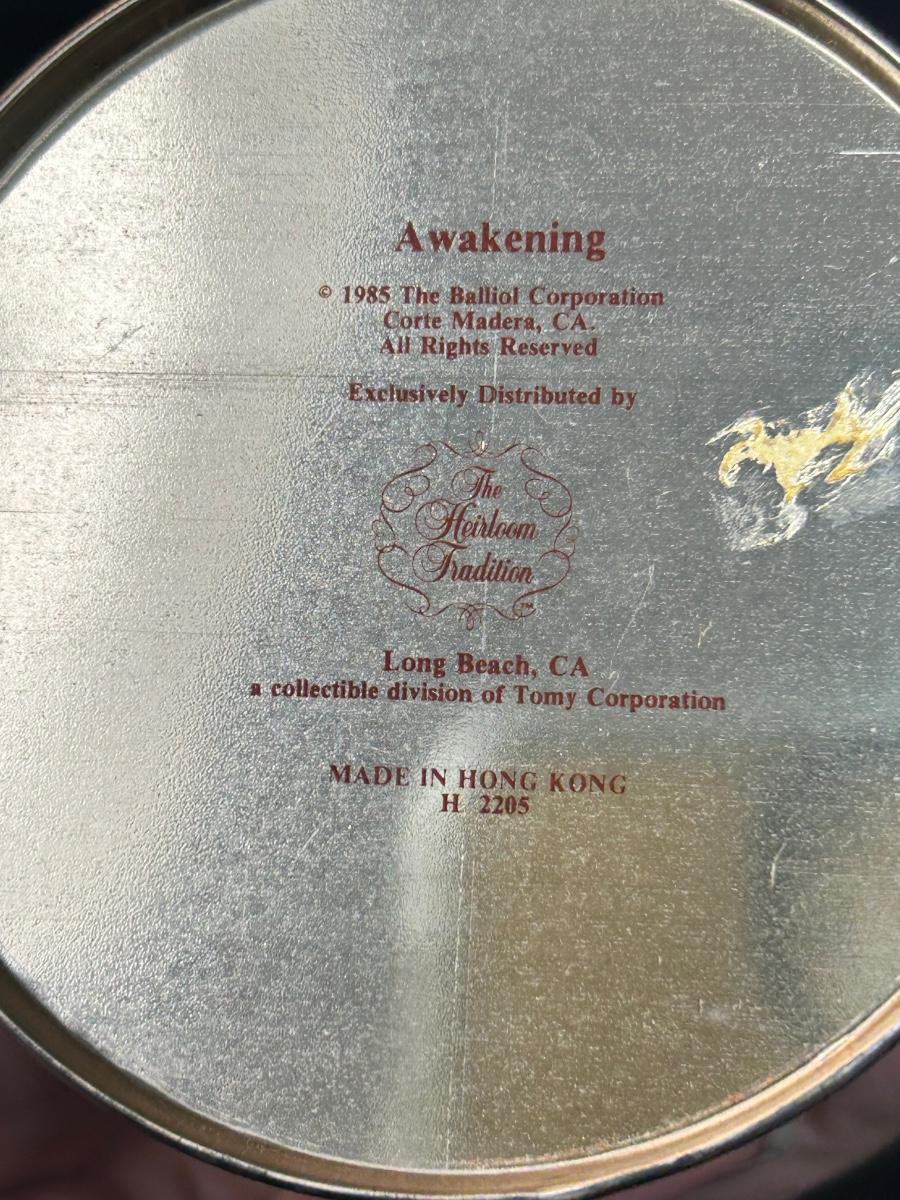 Awakening
© 1985 The Balliol Corporation
Corte Madera, CA.
All Rights Reserved
Exclusively Distributed by
The
Heirloom
Tradition
™
Long Beach, CA
a collectible division of Tomy Corporation
MADE IN HONG KONG
H 2205